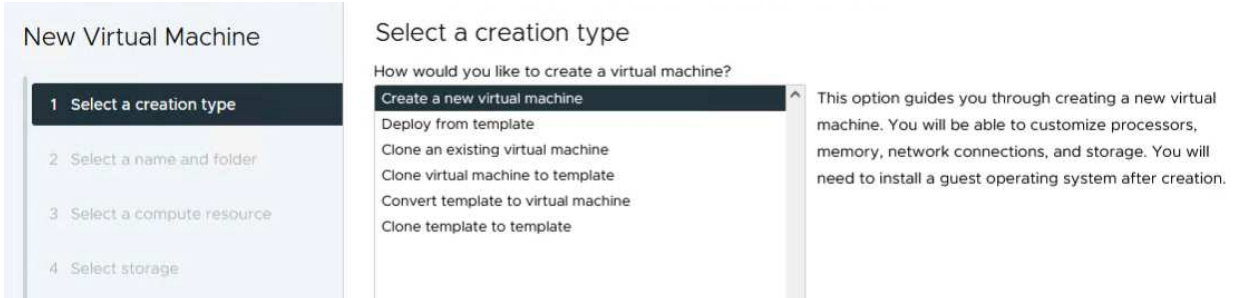 New Virtual Machine
1 Select a creation type
2 Select a name and folder
3 Select a compute resource
4 Select storage
Select a creation type
How would you like to create a virtual machine?
Create a new virtual machine
Deploy from template
Clone an existing virtual machine
Clone virtual machine to template
Convert template to virtual machine
Clone template to template
This option guides you through creating a new virtual
machine. You will be able to customize processors,
memory, network connections, and storage. You will
need to install a guest operating system after creation.